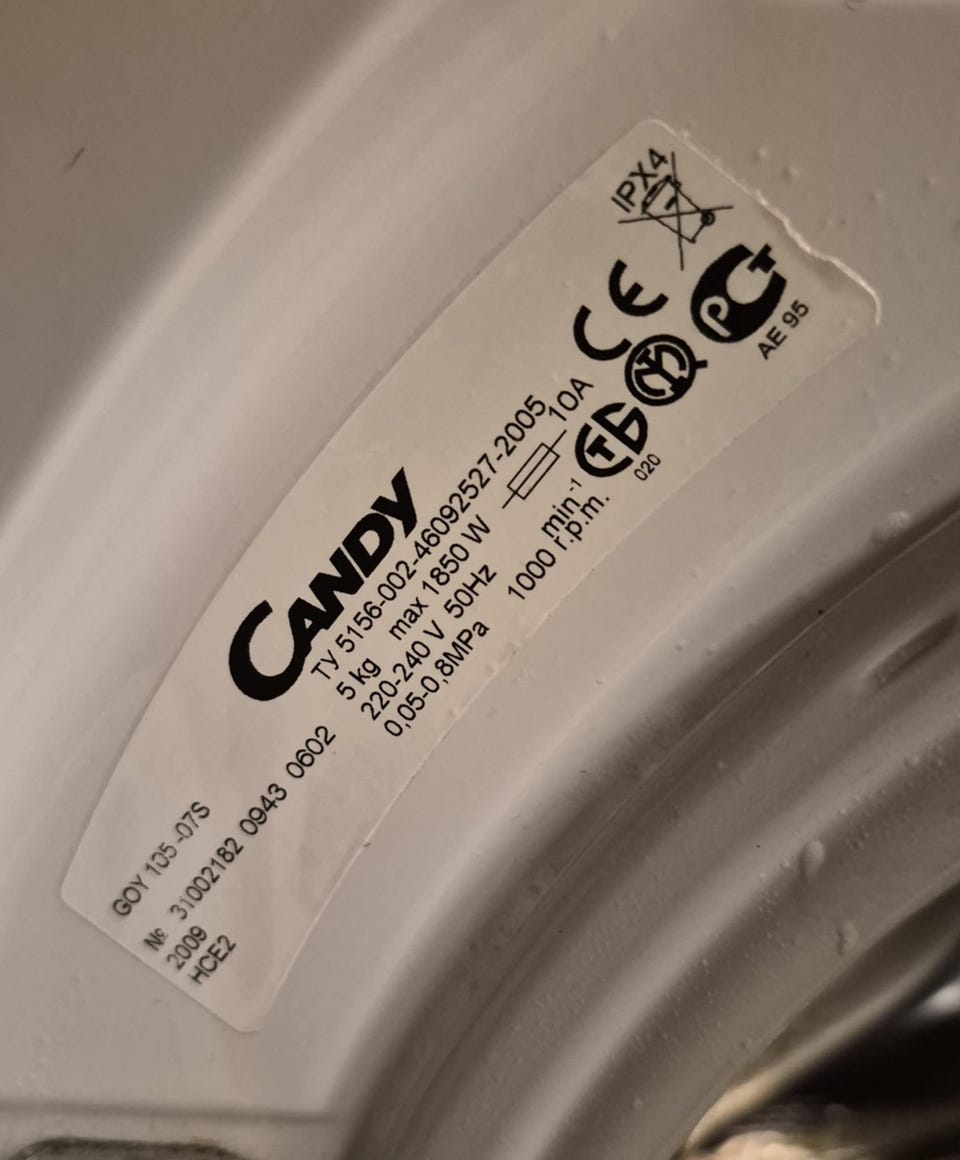 IPX4
CE
РСТ
AE 95
020
CANDY
ТУ 5156-002-46092527-2005
5 kg max 1850 W 10A
220-240 V 50Hz 1000 min⁻¹ r.p.m.
0,05-0,8MPa
GOY 105-07S
№ 31002182 0943 0602
2009
HCE2